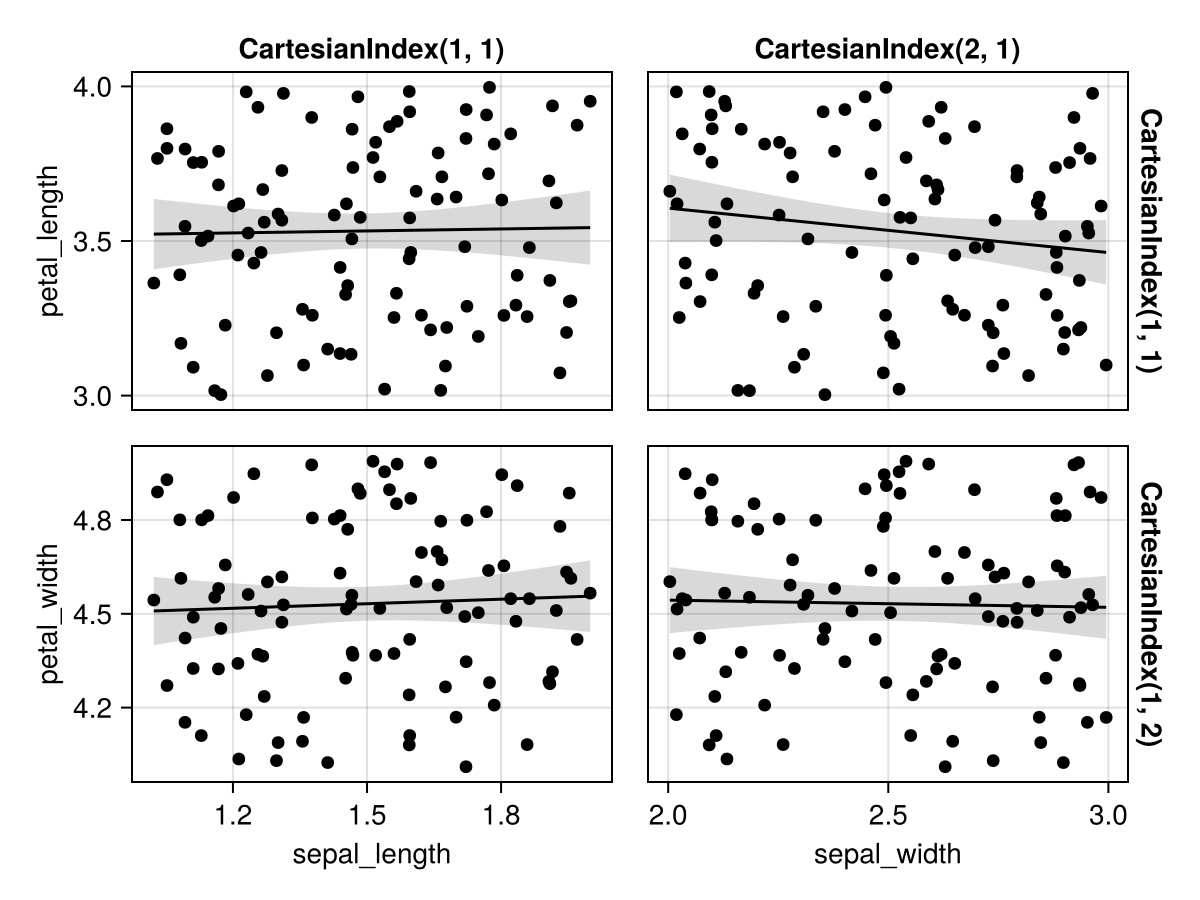 CartesianIndex(1, 1)
CartesianIndex(2, 1)
4.0
3.5
3.0
petal_length
CartesianIndex(1, 1)
4.8
4.5
4.2
petal_width
CartesianIndex(1, 2)
1.2
1.5
1.8
2.0
2.5
3.0
sepal_length
sepal_width